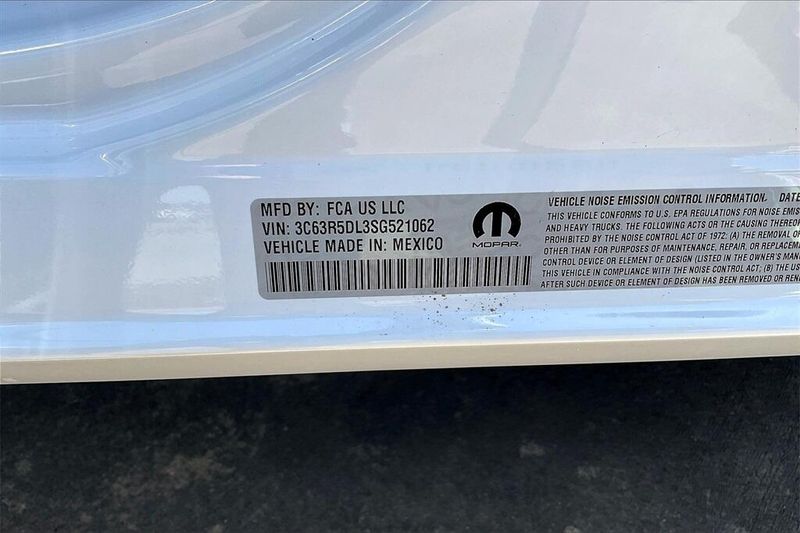 MFD BY: FCA US LLC
VIN: 3C63R5DL3SG521062
VEHICLE MADE IN: MEXICO
MOPAR
VEHICLE NOISE EMISSION CONTROL INFORMATION. DATE
THIS VEHICLE CONFORMS TO U.S. EPA REGULATIONS FOR NOISE EMIS
AND HEAVY TRUCKS. THE FOLLOWING ACTS OR THE CAUSING THEREOF
PROHIBITED BY THE NOISE CONTROL ACT OF 1972: (A) THE REMOVAL OR
OTHER THAN FOR PURPOSES OF MAINTENANCE, REPAIR, OR REPLACEM
CONTROL DEVICE OR ELEMENT OF DESIGN (LISTED IN THE OWNER'S MAN
THIS VEHICLE IN COMPLIANCE WITH THE NOISE CONTROL ACT; (B) THE US
AFTER SUCH DEVICE OR ELEMENT OF DESIGN HAS BEEN REMOVED OR REN